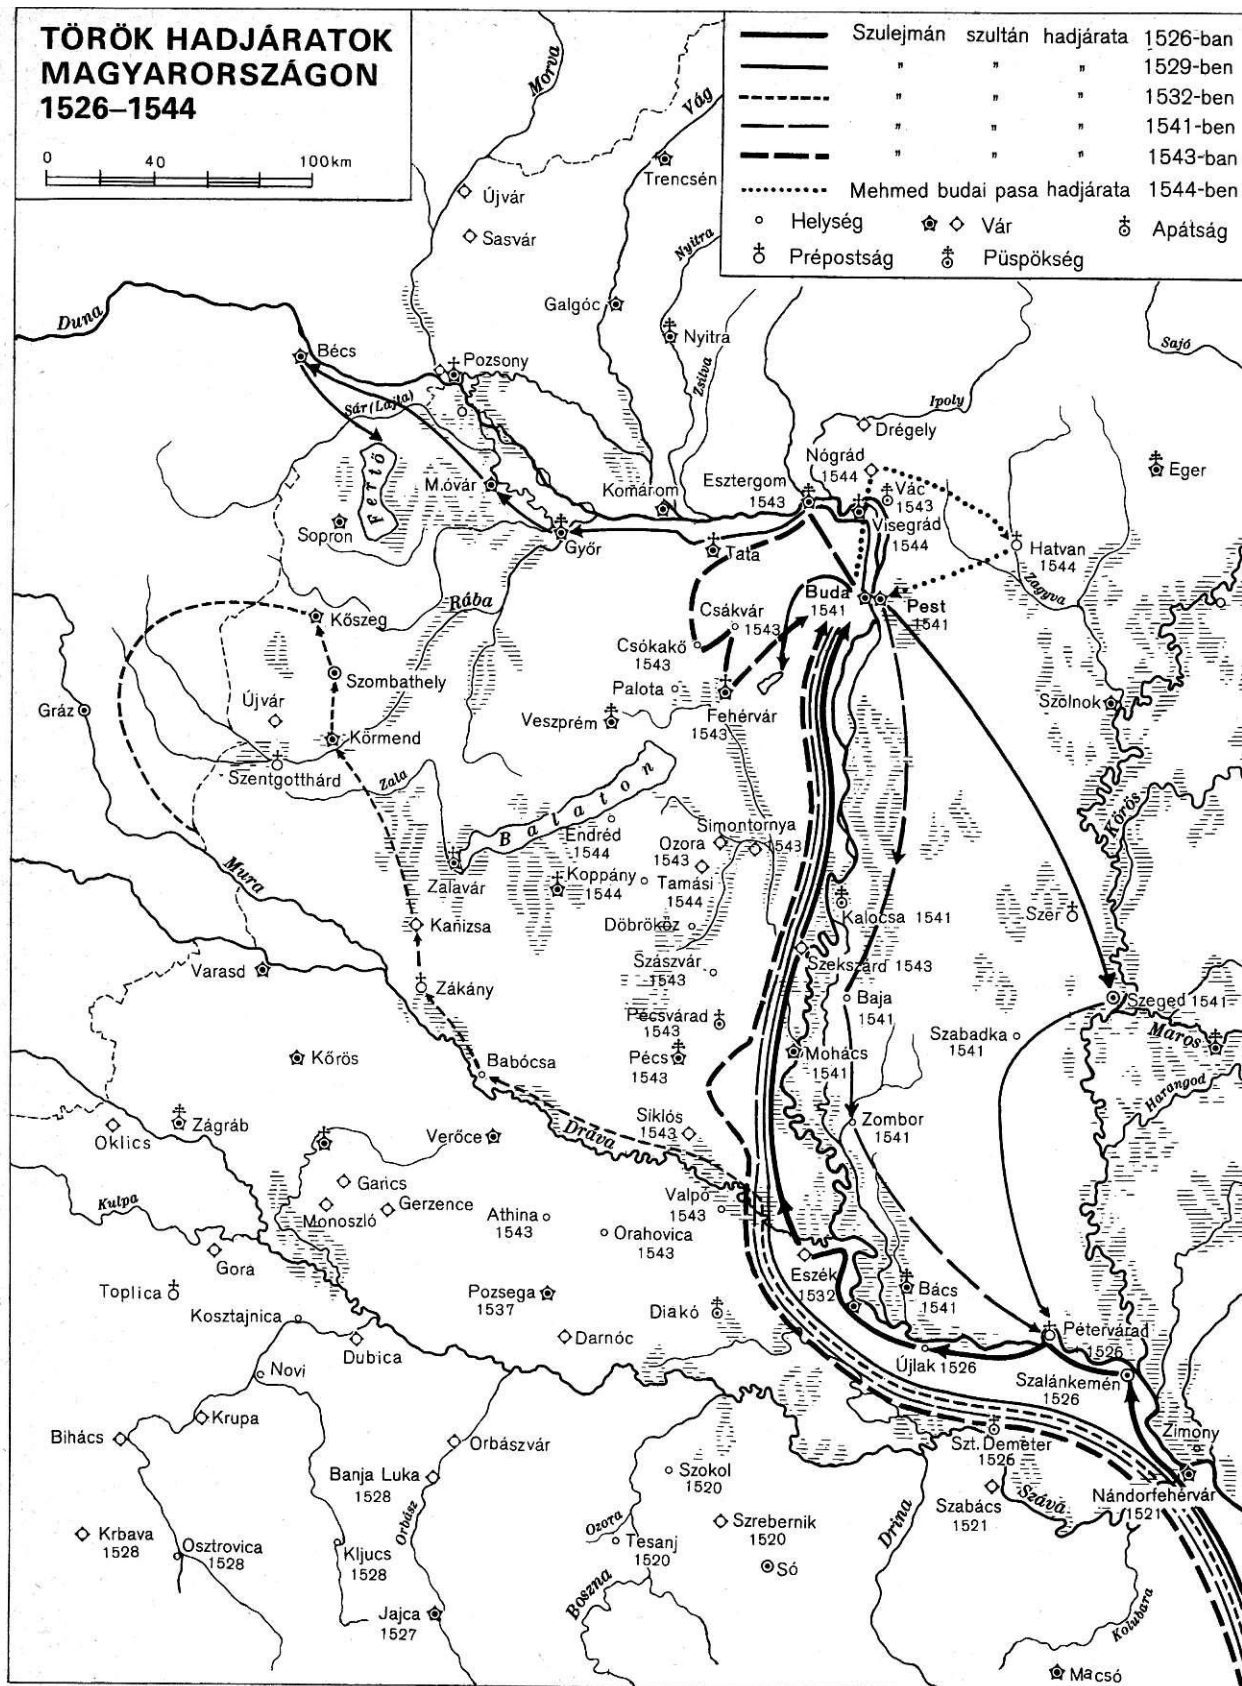 TÖRÖK HADJÁRATOK
MAGYARORSZÁGON
1526–1544
0 40 100km
Szulejmán szultán hadjárata 1526-ban
" " " 1529-ben
" " " 1532-ben
" " " 1541-ben
" " " 1543-ban
Mehmed budai pasa hadjárata 1544-ben
Helység
Vár
Apátság
Prépostság
Püspökség
Morva
Vág
Trencsén
Újvár
Sasvár
Nyitra
Galgóc
Nyitra
Zsitva
Duna
Bécs
Pozsony
Sár (Lajta)
Fertő
M.óvár
Sopron
Győr
Komárom
Tata
Esztergom
1543
Ipoly
Drégely
Nógrád
1544
Vác
1543
Visegrád
1544
Sajó
Eger
Hatvan
1544
Zagyva
Rába
Kőszeg
Szombathely
Gráz
Újvár
Körmend
Szentgotthárd
Zala
Buda
1541
Pest
1541
Csákvár
1543
Csókakő
1543
Palota
Veszprém
Fehérvár
1543
Szolnok
Körös
Balaton
Endréd
1544
Simontornya
1543
Ozora
1543
Koppány
1544
Tamási
1544
Zalavár
Mura
Kanizsa
Döbrököz
Kalocsa 1541
Szer
Varasd
Zákány
Szászvár
1543
Szekszárd 1543
Baja
1541
Szeged 1541
Pécsvárad
1543
Szabadka
1541
Maros
Kőrös
Babócsa
Pécs
1543
Mohács
1541
Harangod
Oklics
Zágráb
Verőce
Dráva
Siklós
1543
Zombor
1541
Garics
Kulpa
Monoszló
Gerzence
Athina
1543
Valpó
1543
Orahovica
1543
Gora
Eszék
1532
Toplica
Pozsega
1537
Diakó
Bács
1541
Kosztajnica
Dubica
Darnóc
Pétervárad
1526
Újlak 1526
Novi
Szalánkemén
1526
Krupa
Bihács
Orbászvár
Szt. Demeter
1526
Zimony
Banja Luka
1528
Szokol
1520
Szabács
1521
Száva
Nándorfehérvár
1521
Krbava
1528
Osztrovica
1528
Kljucs
1528
Orbász
Ozora
Tesanj
1520
Szrebernik
1520
Drina
Só
Boszna
Jajca
1527
Kolubara
Macsó